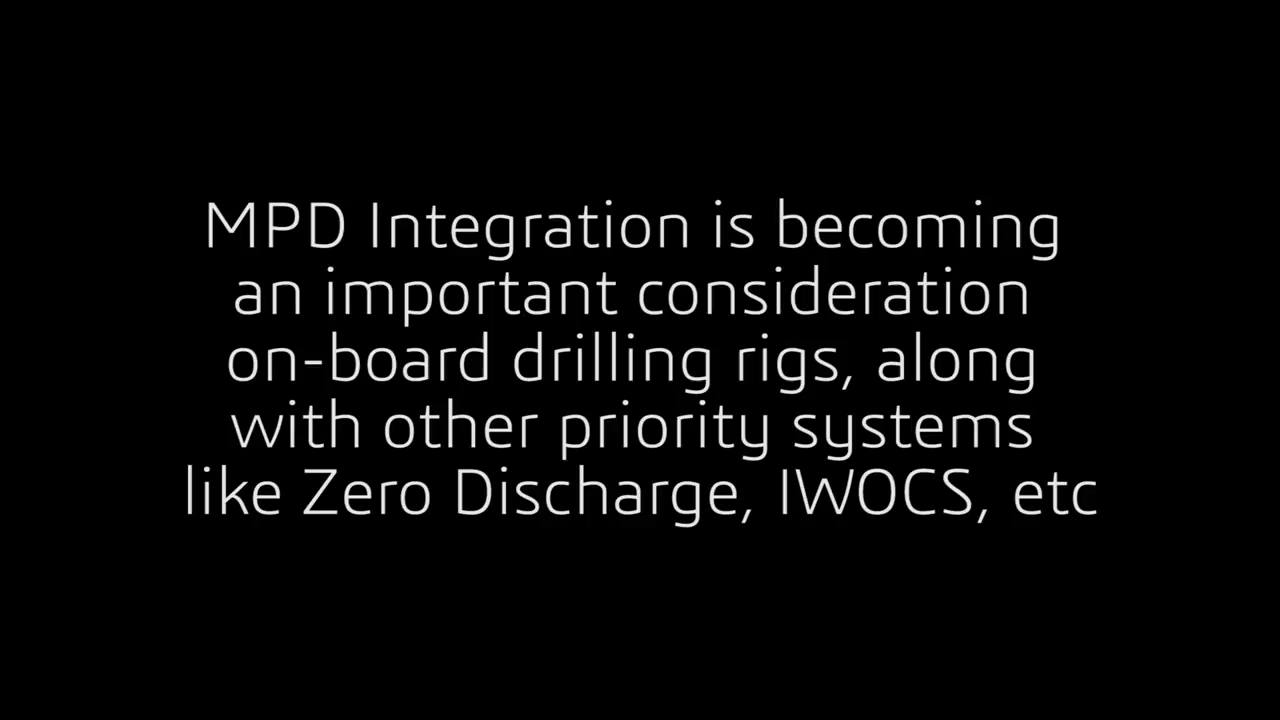 MPD Integration is becoming
an important consideration
on-board drilling rigs, along
with other priority systems
like Zero Discharge, IWOCS, etc